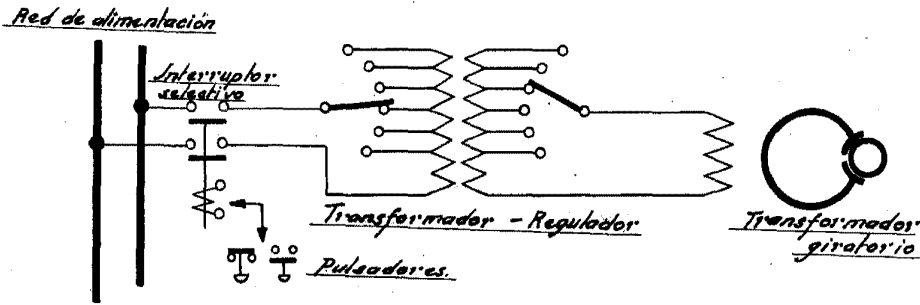 Red de alimentación
Interruptor
selectivo
Transformador - Regulador
Transformador
giratorio
Pulsadores.